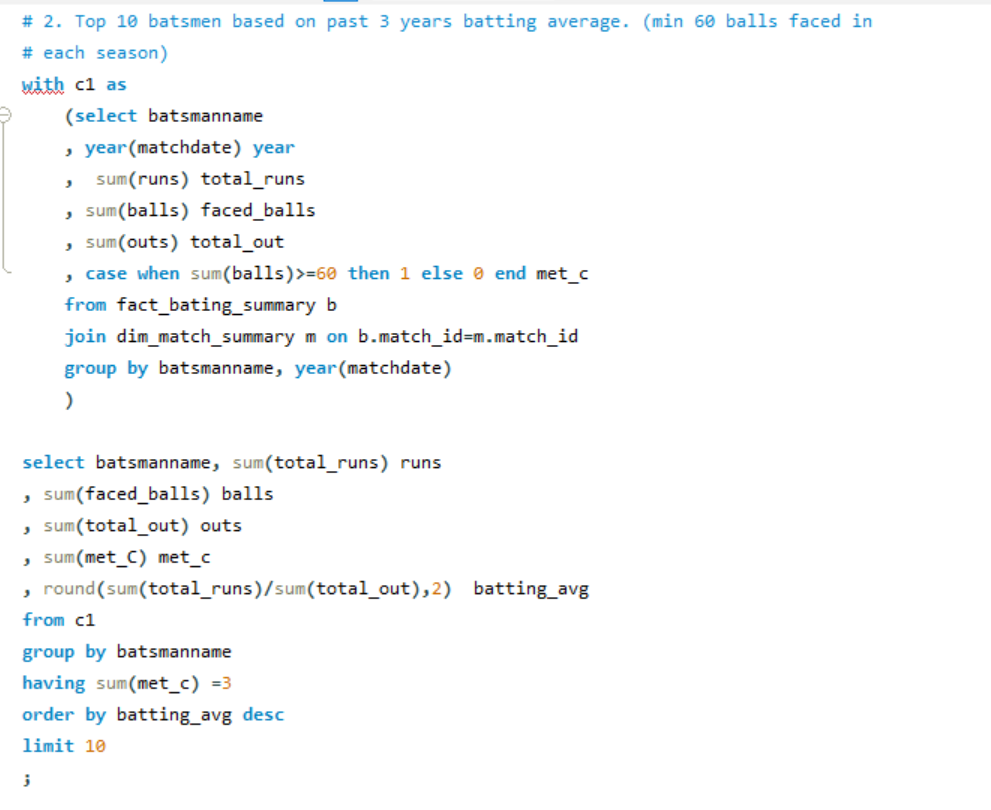 # 2. Top 10 batsmen based on past 3 years batting average. (min 60 balls faced in
# each season)
with c1 as
(select batsmanname
, year(matchdate) year
,  sum(runs) total_runs
, sum(balls) faced_balls
, sum(outs) total_out
, case when sum(balls)>=60 then 1 else 0 end met_c
from fact_bating_summary b
join dim_match_summary m on b.match_id=m.match_id
group by batsmanname, year(matchdate)
)
select batsmanname, sum(total_runs) runs
, sum(faced_balls) balls
, sum(total_out) outs
, sum(met_C) met_c
, round(sum(total_runs)/sum(total_out),2)  batting_avg
from c1
group by batsmanname
having sum(met_c) =3
order by batting_avg desc
limit 10
;